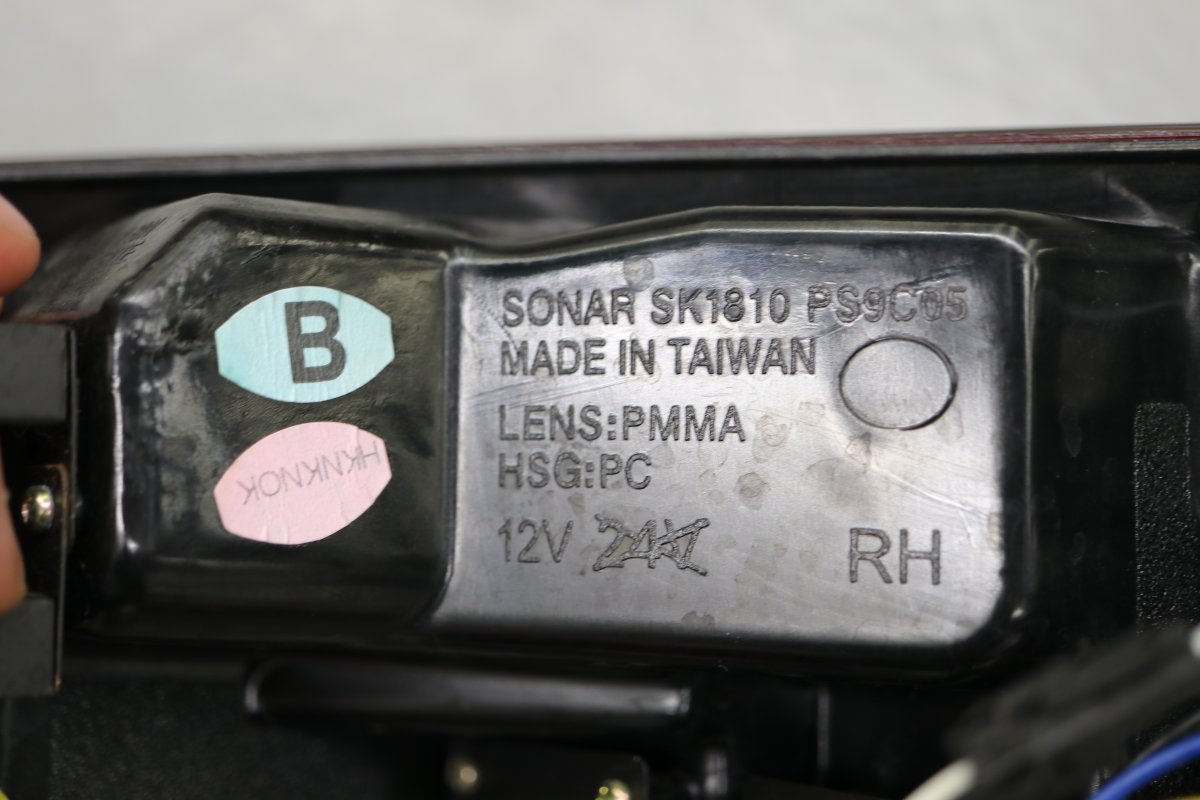 B
HKNKNOK
SONAR SK1810 PS9C05
MADE IN TAIWAN
LENS:PMMA
HSG:PC
12V
RH